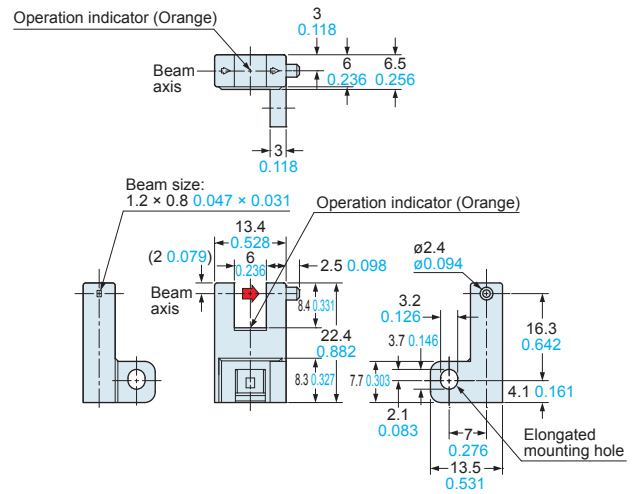 Operation indicator (Orange)
3
0.118
6
0.236
6.5
0.256
Beam
axis
3
0.118
Beam size:
1.2 × 0.8 0.047 × 0.031
Operation indicator (Orange)
13.4
0.528
(2 0.079)
6
0.236
2.5 0.098
Beam
axis
8.4 0.331
22.4
0.882
8.3 0.327
ø2.4
ø0.094
3.2
0.126
3.7 0.146
16.3
0.642
7.7 0.303
4.1 0.161
2.1
0.083
7
0.276
Elongated
mounting hole
13.5
0.531